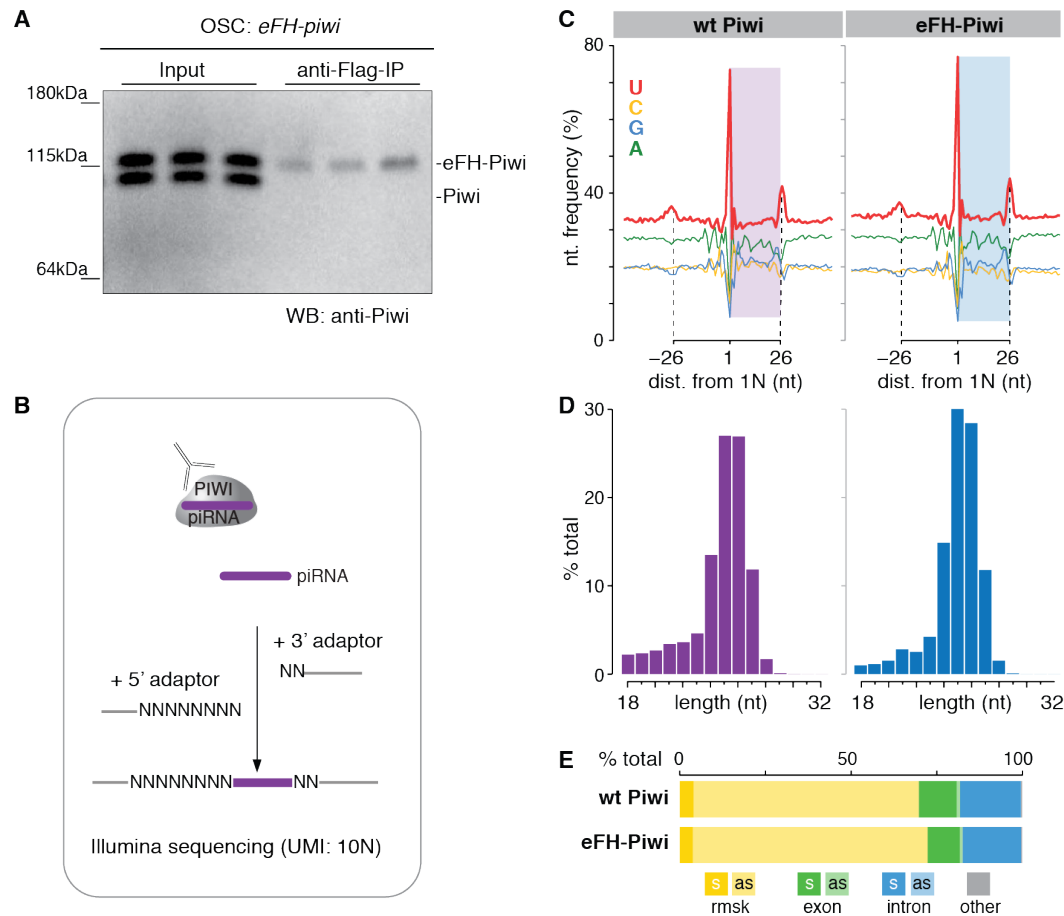 A
OSC: eFH-piwi
Input anti-Flag-IP
180kDa
115kDa
-eFH-Piwi
-Piwi
64kDa
WB: anti-Piwi
B
PIWI
piRNA
piRNA
+ 3' adaptor
NN
+ 5' adaptor
NNNNNNNN
NNNNNNNN NN
Illumina sequencing (UMI: 10N)
C
wt Piwi eFH-Piwi
80
40
0
nt. frequency (%)
U
C
G
A
−26 1 26 −26 1 26
dist. from 1N (nt) dist. from 1N (nt)
D
30
20
10
0
% total
18 length (nt) 32 18 length (nt) 32
E
% total 0 50 100
wt Piwi
eFH-Piwi
s as s as s as
rmsk exon intron other